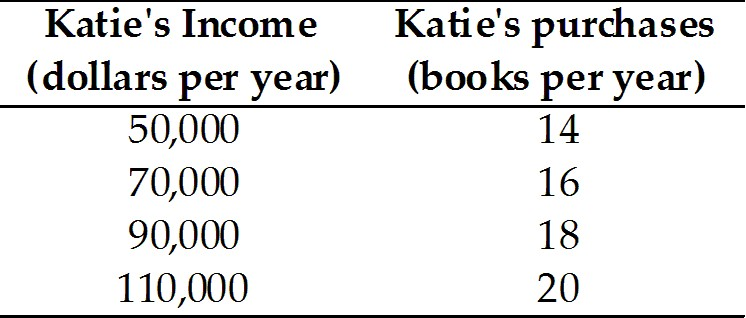 Katie's Income Katie's purchases
(dollars per year) (books per year)
50,000 14
70,000 16
90,000 18
110,000 20